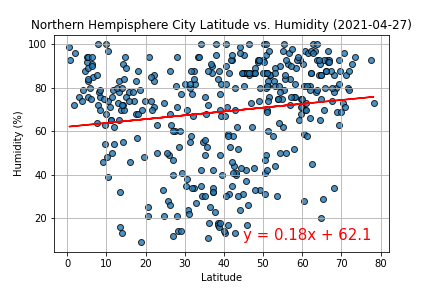 Northern Hempisphere City Latitude vs. Humidity (2021-04-27)
Humidity (%)
100
80
60
40
20
y = 0.18x + 62.1
0 10 20 30 40 50 60 70 80
Latitude